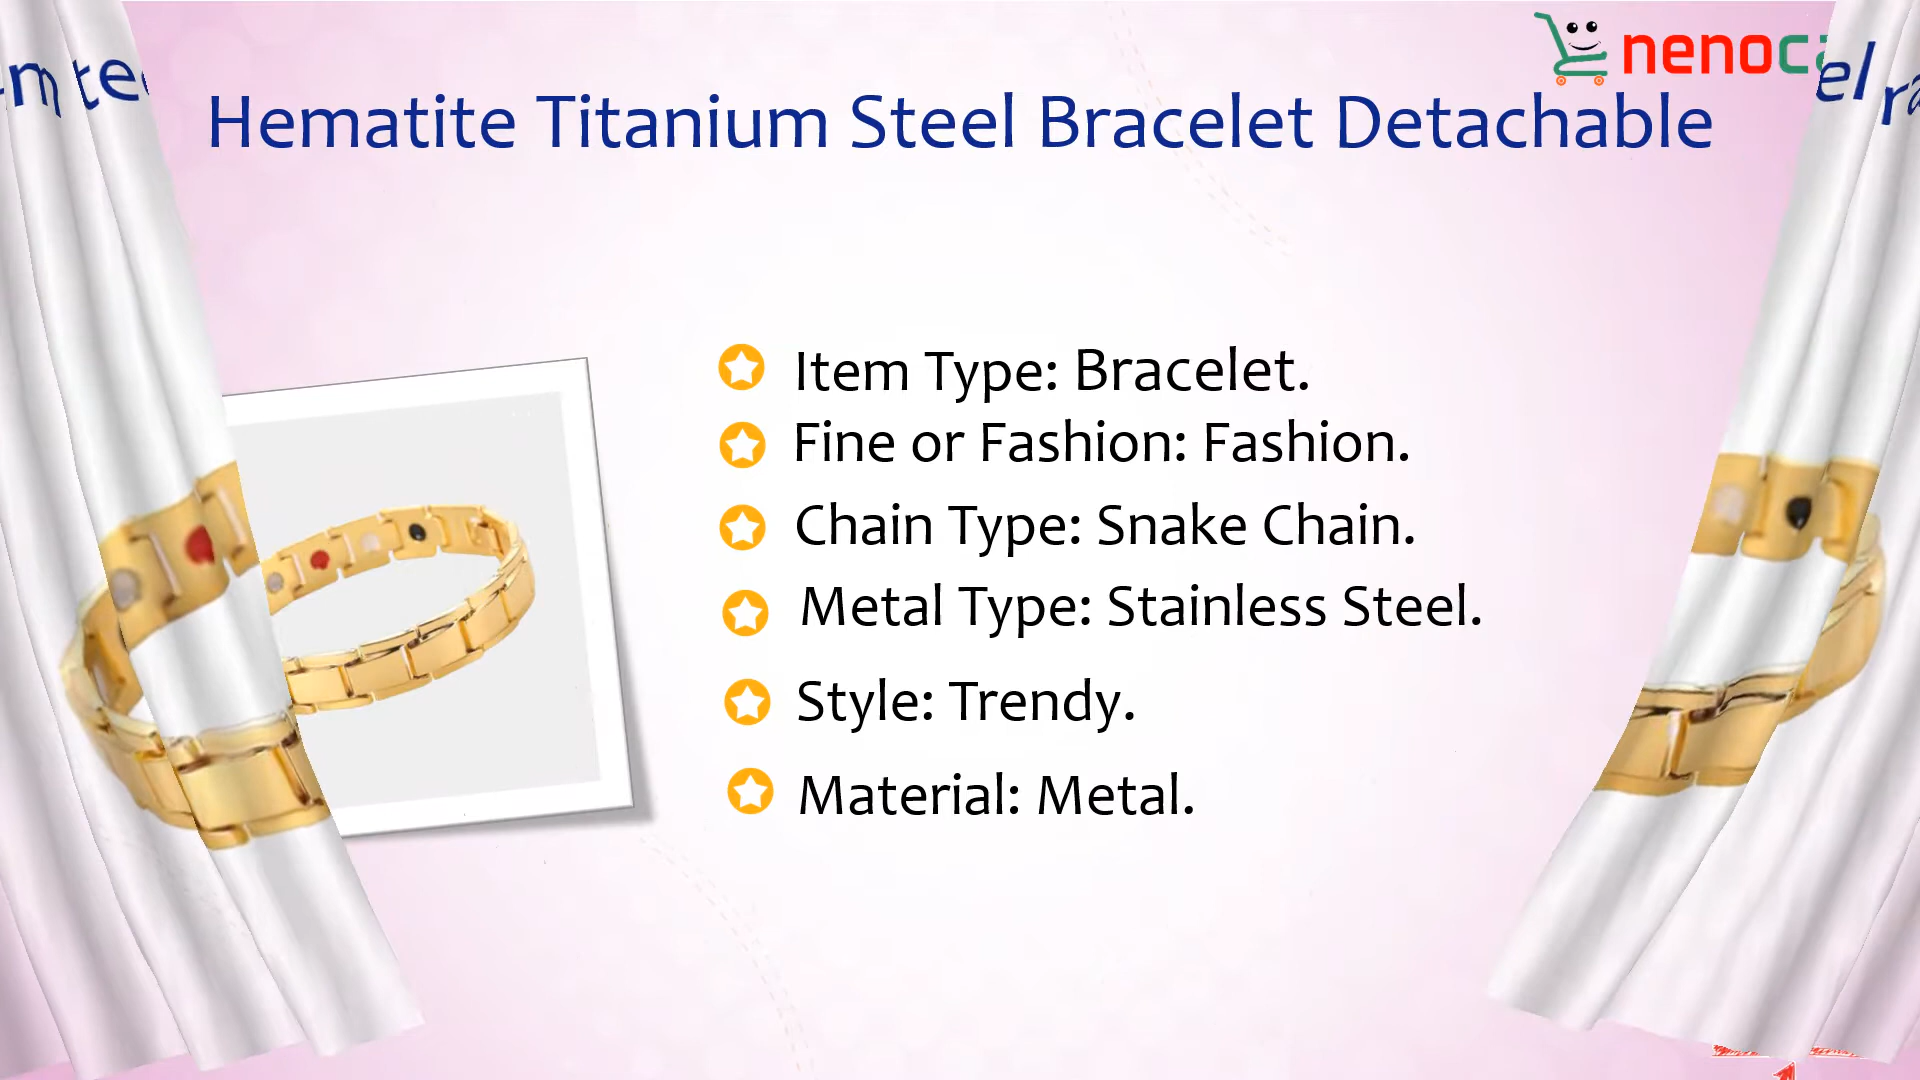 nenoc
Hematite Titanium Steel Bracelet Detachable
Item Type: Bracelet.
Fine or Fashion: Fashion.
Chain Type: Snake Chain.
Metal Type: Stainless Steel.
Style: Trendy.
Material: Metal.